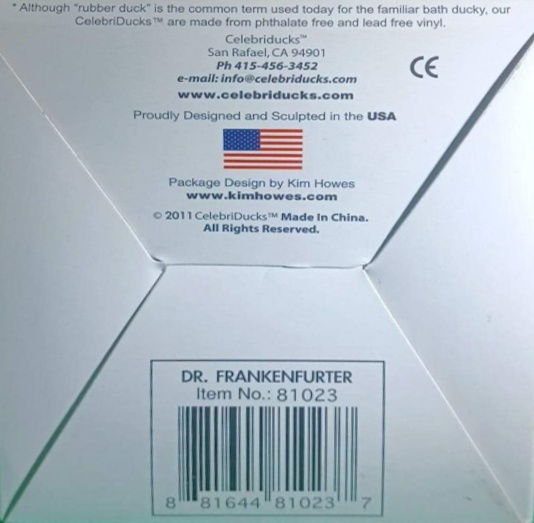 * Although "rubber duck" is the common term used today for the familiar bath ducky, our
CelebriDucks™ are made from phthalate free and lead free vinyl.
Celebriducks™
San Rafael, CA 94901
Ph 415-456-3452
e-mail: info@celebriducks.com
www.celebriducks.com
CE
Proudly Designed and Sculpted in the USA
Package Design by Kim Howes
www.kimhowes.com
© 2011 CelebriDucks™ Made In China.
All Rights Reserved.
DR. FRANKENFURTER
Item No.: 81023
8 81644 81023 7